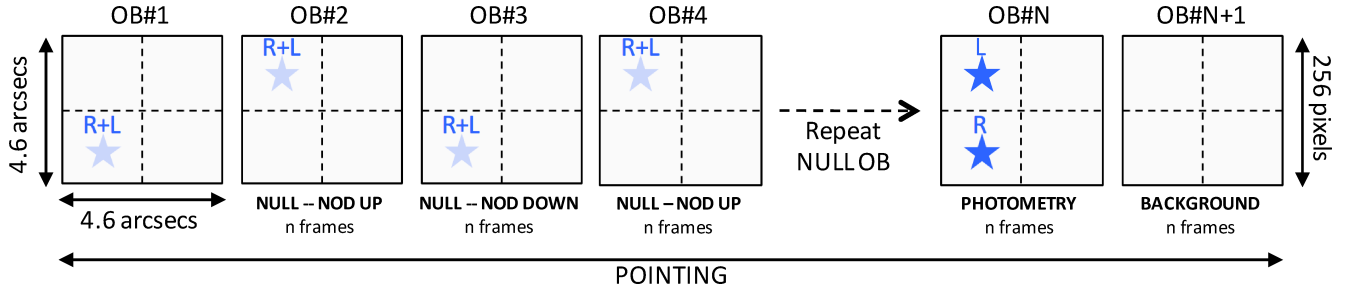 OB#1
OB#2
OB#3
OB#4
OB#N
OB#N+1
4.6 arcsecs
R+L
R+L
R+L
R+L
L
R
256 pixels
Repeat
NULL OB
4.6 arcsecs
NULL -- NOD UP
n frames
NULL -- NOD DOWN
n frames
NULL – NOD UP
n frames
PHOTOMETRY
n frames
BACKGROUND
n frames
POINTING